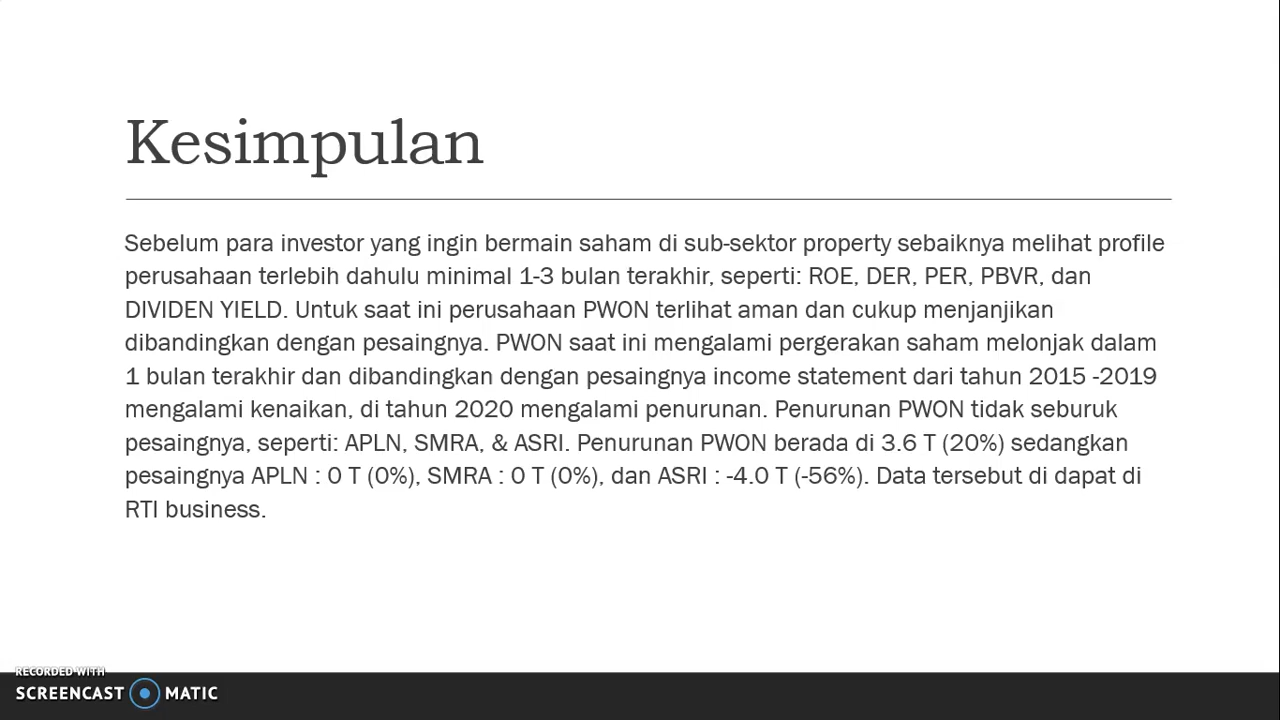 Kesimpulan
Sebelum para investor yang ingin bermain saham di sub-sektor property sebaiknya melihat profile
perusahaan terlebih dahulu minimal 1-3 bulan terakhir, seperti: ROE, DER, PER, PBVR, dan
DIVIDEN YIELD. Untuk saat ini perusahaan PWON terlihat aman dan cukup menjanjikan
dibandingkan dengan pesaingnya. PWON saat ini mengalami pergerakan saham melonjak dalam
1 bulan terakhir dan dibandingkan dengan pesaingnya income statement dari tahun 2015 -2019
mengalami kenaikan, di tahun 2020 mengalami penurunan. Penurunan PWON tidak seburuk
pesaingnya, seperti: APLN, SMRA, & ASRI. Penurunan PWON berada di 3.6 T (20%) sedangkan
pesaingnya APLN : 0 T (0%), SMRA : 0 T (0%), dan ASRI : -4.0 T (-56%). Data tersebut di dapat di
RTI business.
RECORDED WITH
SCREENCAST MATIC